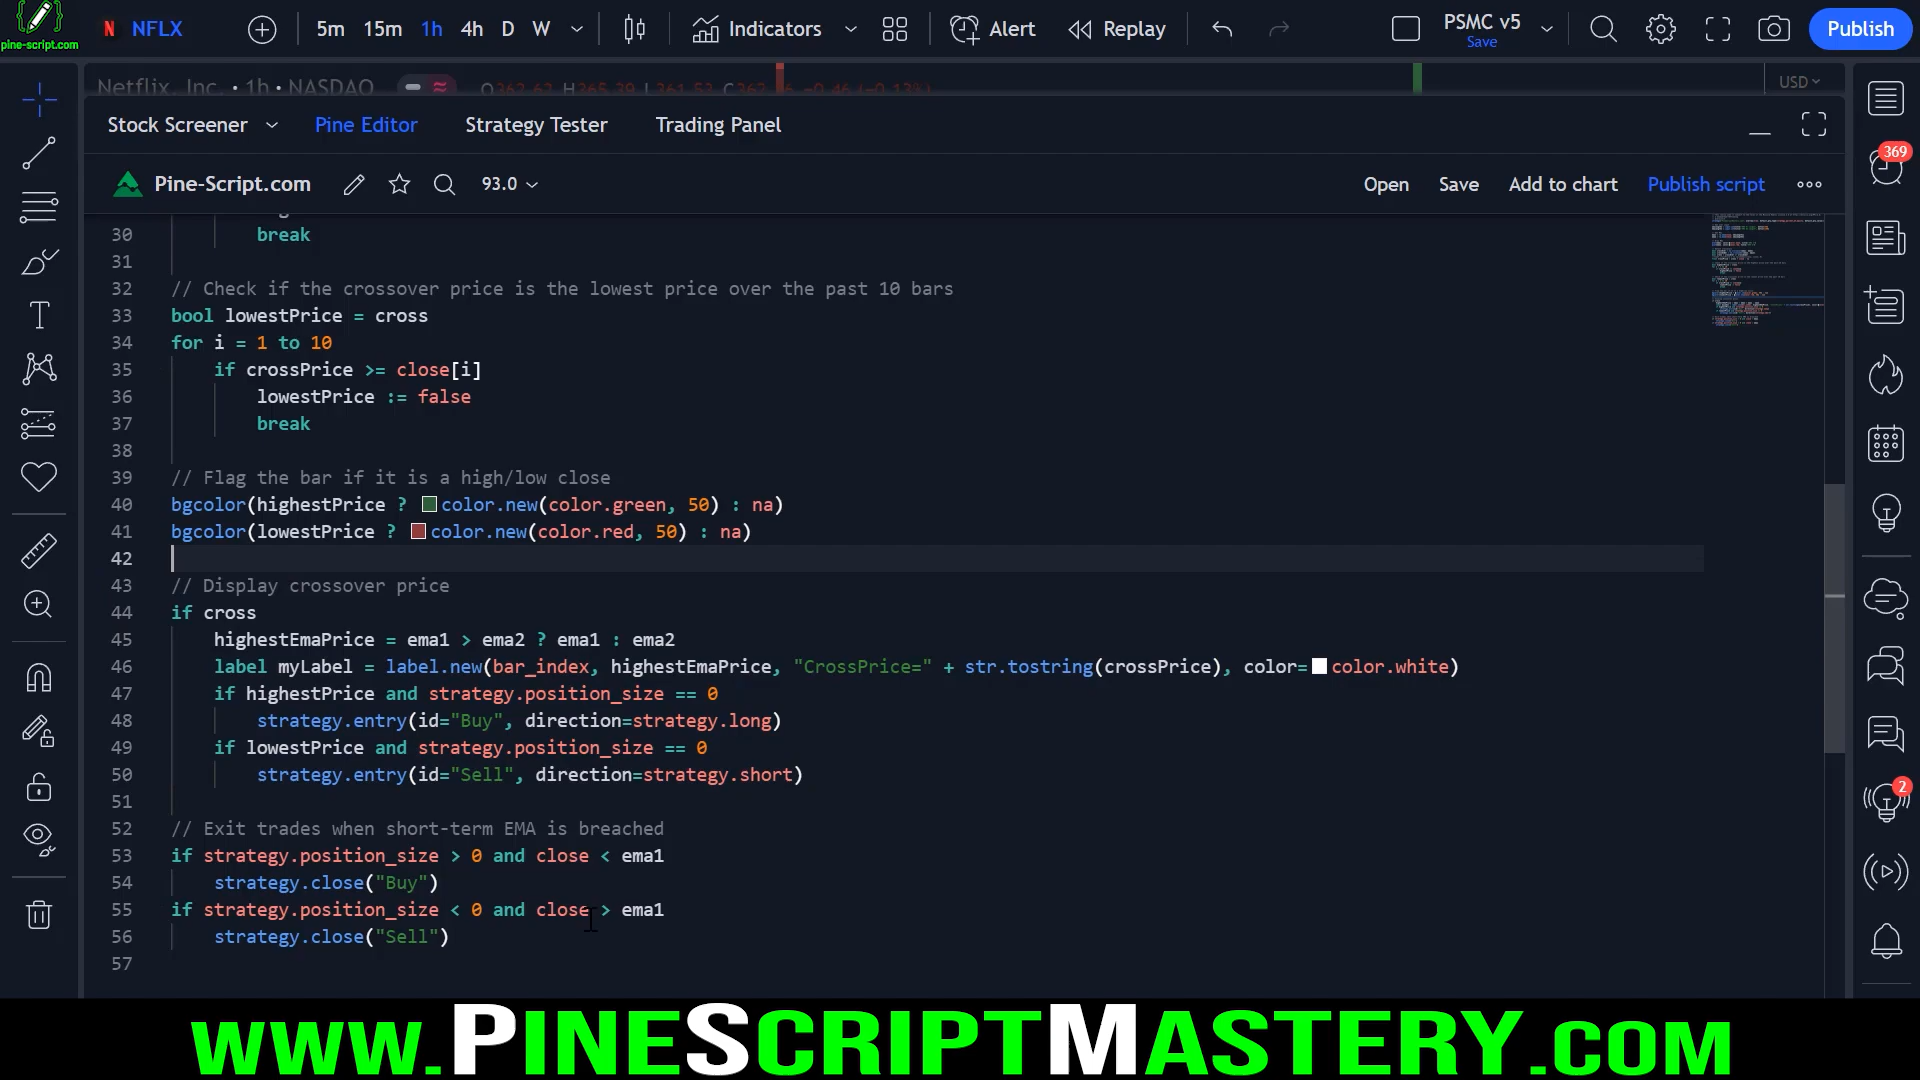 pine-script.com
N NFLX 5m 15m 1h 4h D W Indicators Alert Replay PSMC v5 Save Publish
Netflix, Inc. • 1h • NASDAQ USD
369
Stock Screener Pine Editor Strategy Tester Trading Panel
Pine-Script.com 93.0 Open Save Add to chart Publish script
30 break
31
32 // Check if the crossover price is the lowest price over the past 10 bars
33 bool lowestPrice = cross
34 for i = 1 to 10
35 if crossPrice >= close[i]
36 lowestPrice := false
37 break
38
39 // Flag the bar if it is a high/low close
40 bgcolor(highestPrice ? color.new(color.green, 50) : na)
41 bgcolor(lowestPrice ? color.new(color.red, 50) : na)
42
43 // Display crossover price
44 if cross
45 highestEmaPrice = ema1 > ema2 ? ema1 : ema2
46 label myLabel = label.new(bar_index, highestEmaPrice, "CrossPrice=" + str.tostring(crossPrice), color=color.white)
47 if highestPrice and strategy.position_size == 0
48 strategy.entry(id="Buy", direction=strategy.long)
49 if lowestPrice and strategy.position_size == 0
50 strategy.entry(id="Sell", direction=strategy.short)
2
51
52 // Exit trades when short-term EMA is breached
53 if strategy.position_size > 0 and close < ema1
54 strategy.close("Buy")
55 if strategy.position_size < 0 and close > ema1
56 strategy.close("Sell")
57
www.PineScriptMastery.com